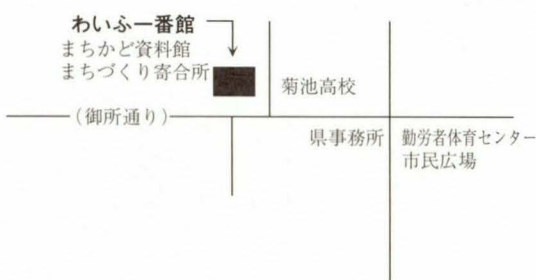 わいふ一番館
まちかど資料館
まちづくり寄合所
菊池高校
(御所通り)
県事務所
勤労者体育センター
市民広場